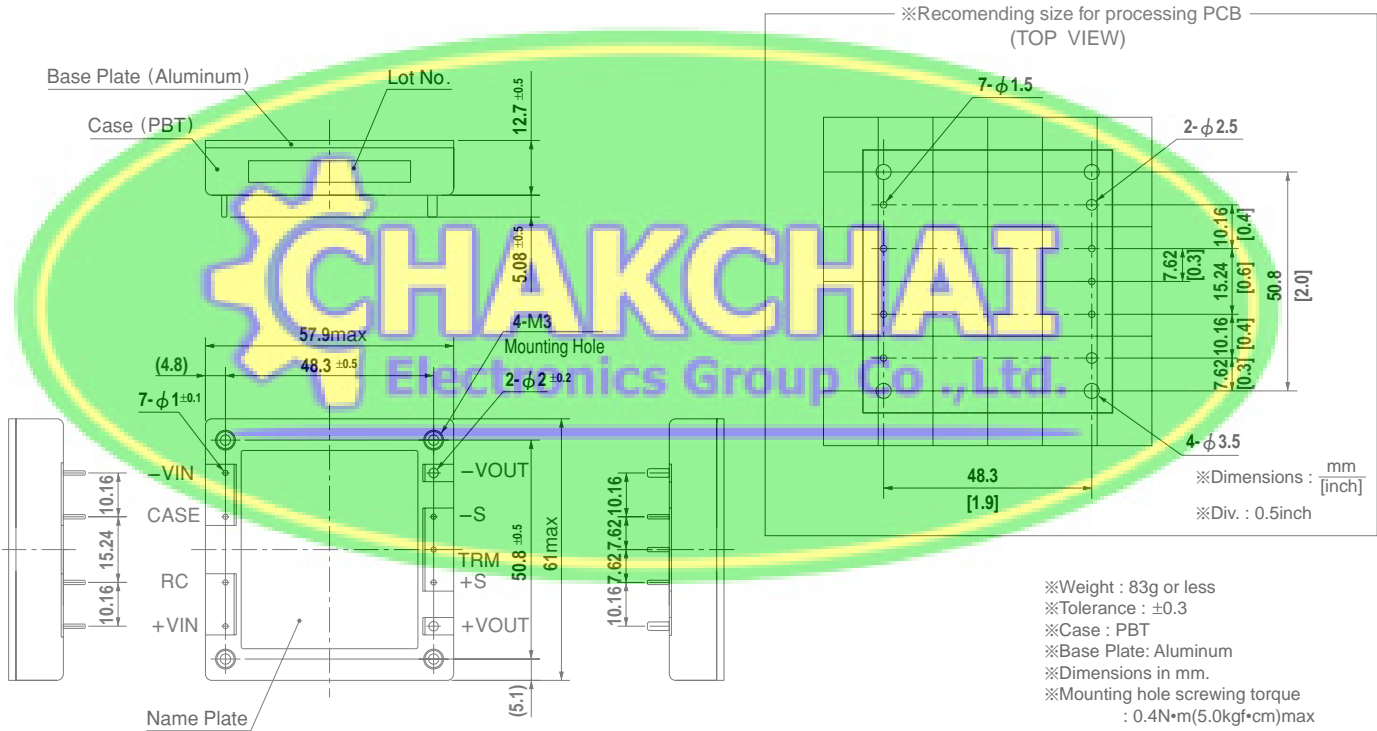 ※Recomending size for processing PCB
(TOP VIEW)
Base Plate (Aluminum)
Lot No.
Case (PBT)
12.7 ±0.5
5.08 ±0.5
7-φ1.5
2-φ2.5
10.16
[0.4]
7.62
[0.3]
15.24
[0.6]
50.8
[2.0]
10.16
[0.4]
7.62
[0.3]
4-φ3.5
48.3
[1.9]
※Dimensions : mm
[inch]
※Div. : 0.5inch
CHAKCHAI
Electronics Group Co .,Ltd.
57.9max
4-M3
Mounting Hole
(4.8)
48.3 ±0.5
2-φ2 ±0.2
7-φ1±0.1
−VIN
CASE
RC
+VIN
−VOUT
−S
TRM
+S
+VOUT
10.16
15.24
10.16
50.8 ±0.5
61max
(5.1)
10.16
7.62
7.62
10.16
Name Plate
※Weight : 83g or less
※Tolerance : ±0.3
※Case : PBT
※Base Plate: Aluminum
※Dimensions in mm.
※Mounting hole screwing torque
: 0.4N•m(5.0kgf•cm)max